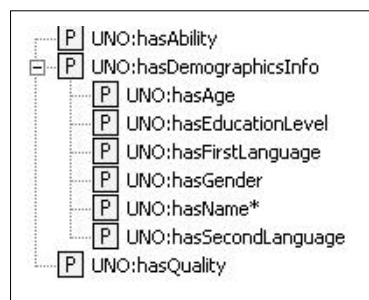 P UNO:hasAbility
P UNO:hasDemographicsInfo
P UNO:hasAge
P UNO:hasEducationLevel
P UNO:hasFirstLanguage
P UNO:hasGender
P UNO:hasName*
P UNO:hasSecondLanguage
P UNO:hasQuality